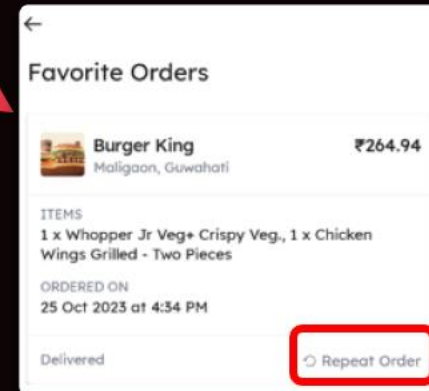 Favorite Orders
Burger King
₹264.94
Maligaon, Guwahati
ITEMS
1 x Whopper Jr Veg+ Crispy Veg., 1 x Chicken
Wings Grilled - Two Pieces
ORDERED ON
25 Oct 2023 at 4:34 PM
Delivered
Repeat Order